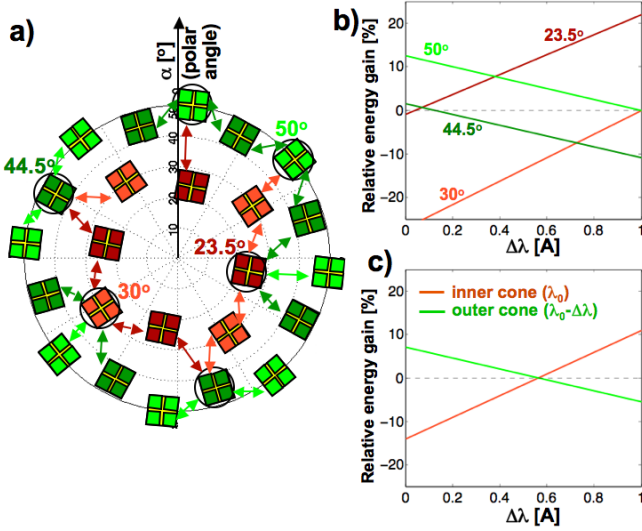 a)
α [°]
(polar
angle)
50
40
30
20
10
50°
44.5°
23.5°
30°
b)
Relative energy gain [%]
20
10
0
−10
−20
50°
23.5°
44.5°
30°
0
0.2
0.4
0.6
0.8
1
Δλ [A]
c)
Relative energy gain [%]
20
10
0
−10
−20
inner cone (λ₀)
outer cone (λ₀-Δλ)
0
0.2
0.4
0.6
0.8
1
Δλ [A]